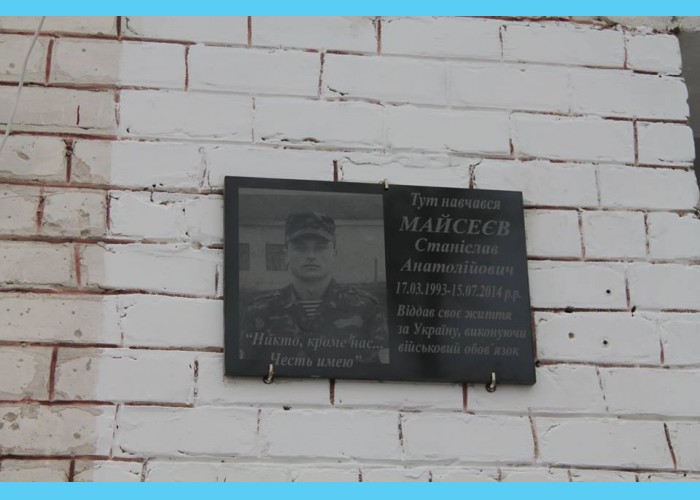 Тут навчався
МАЙСЕЄВ
Станіслав
Анатолійович
17.03.1993-15.07.2014 р.р.
Віддав своє життя
за Україну, виконуючи
військовий обов'язок
"Никто, кроме нас...
Честь имею"